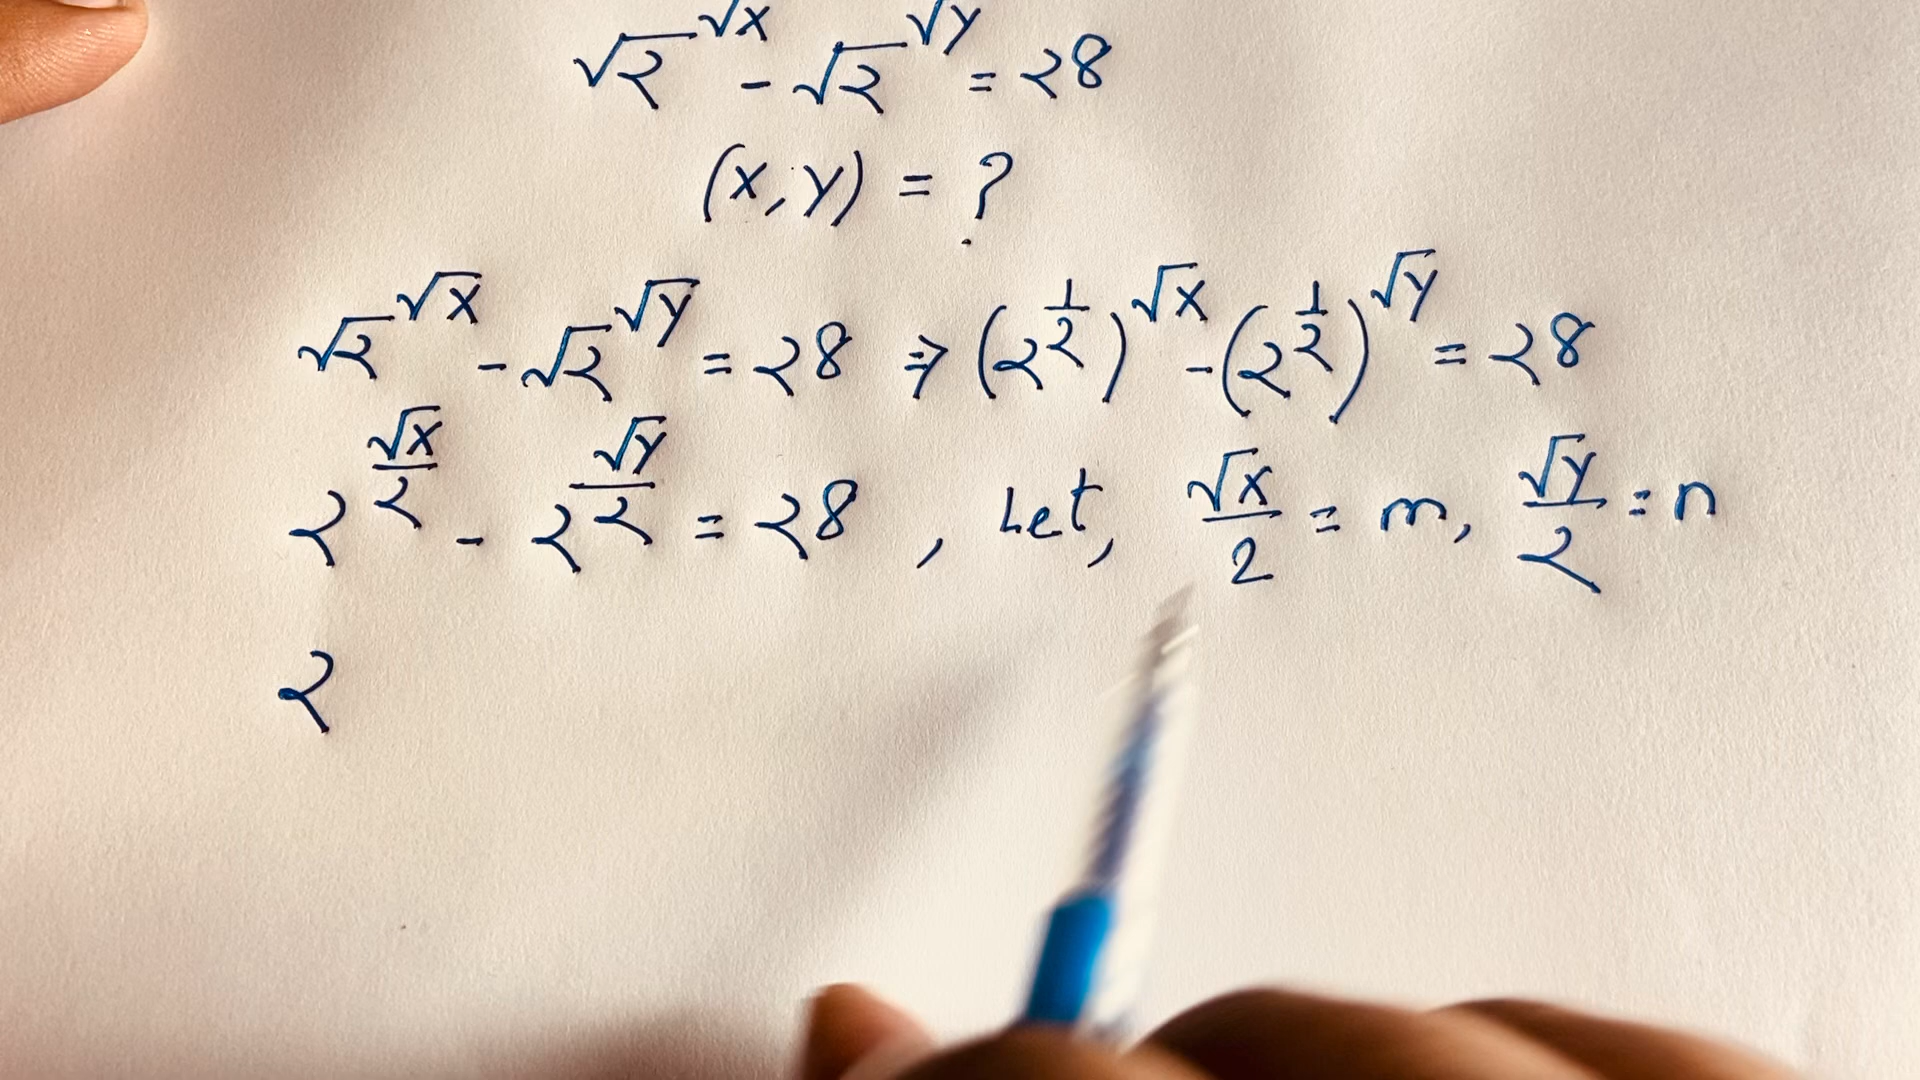 √2^√x - √2^√y = 28
(x,y) = ?
√2^√x - √2^√y = 28 ⇒ (2^(1/2))^√x - (2^(1/2))^√y = 28
2^(√x/2) - 2^(√y/2) = 28 , Let, √x/2 = m, √y/2 = n
2